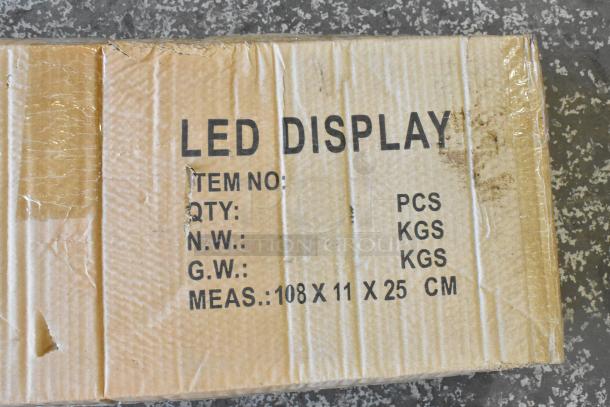 LED DISPLAY
ITEM NO:
QTY: PCS
N.W.: KGS
G.W.: KGS
MEAS.: 108 X 11 X 25 CM